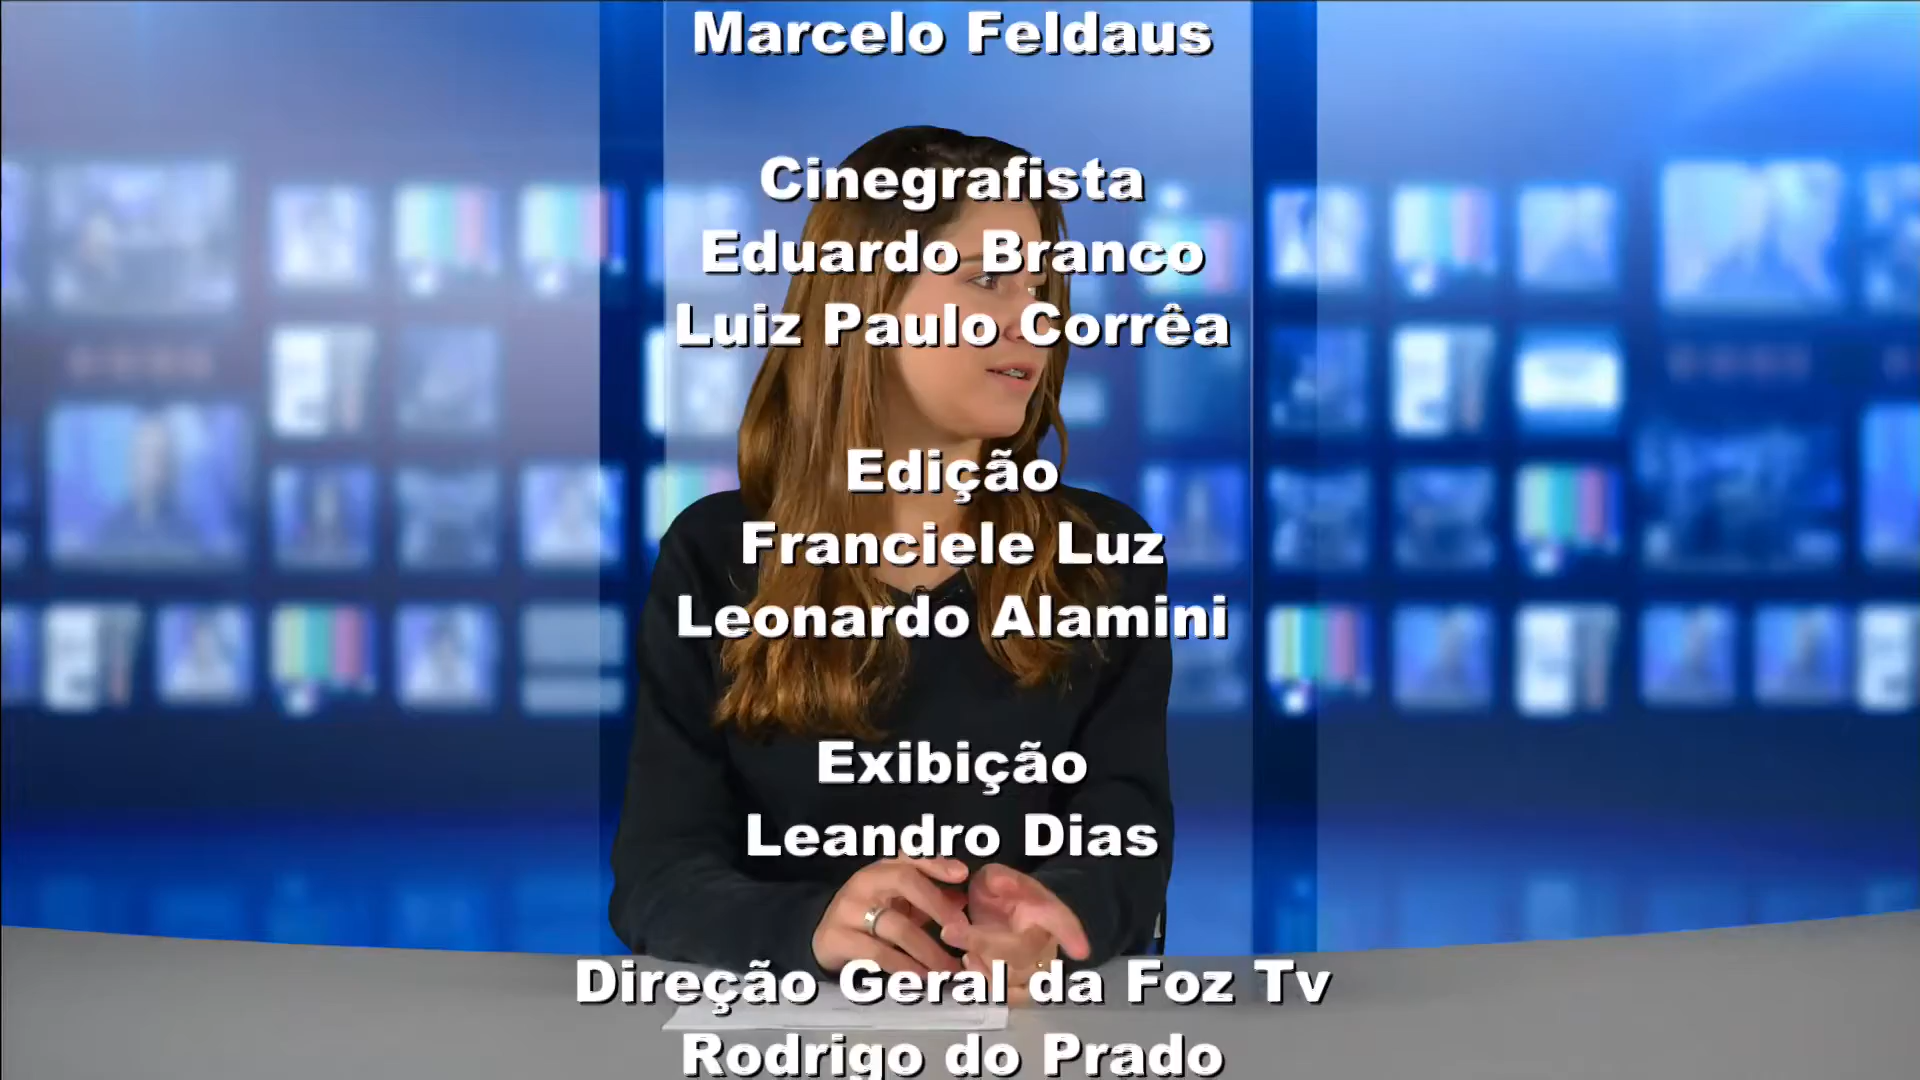 Marcelo Feldaus
Cinegrafista
Eduardo Branco
Luiz Paulo Corrêa
Edição
Franciele Luz
Leonardo Alamini
Exibição
Leandro Dias
Direção Geral da Foz Tv
Rodrigo do Prado